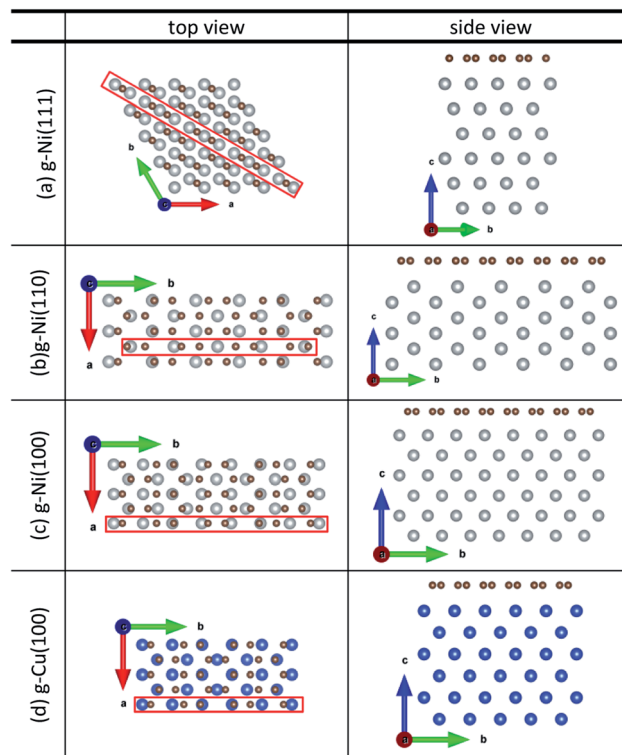 top view side view
(a) g-Ni(111)
b
a
c
b
(b)g-Ni(110)
c b
a
c
a b
(c) g-Ni(100)
c b
a
c
a b
(d) g-Cu(100)
c b
a
c
a b